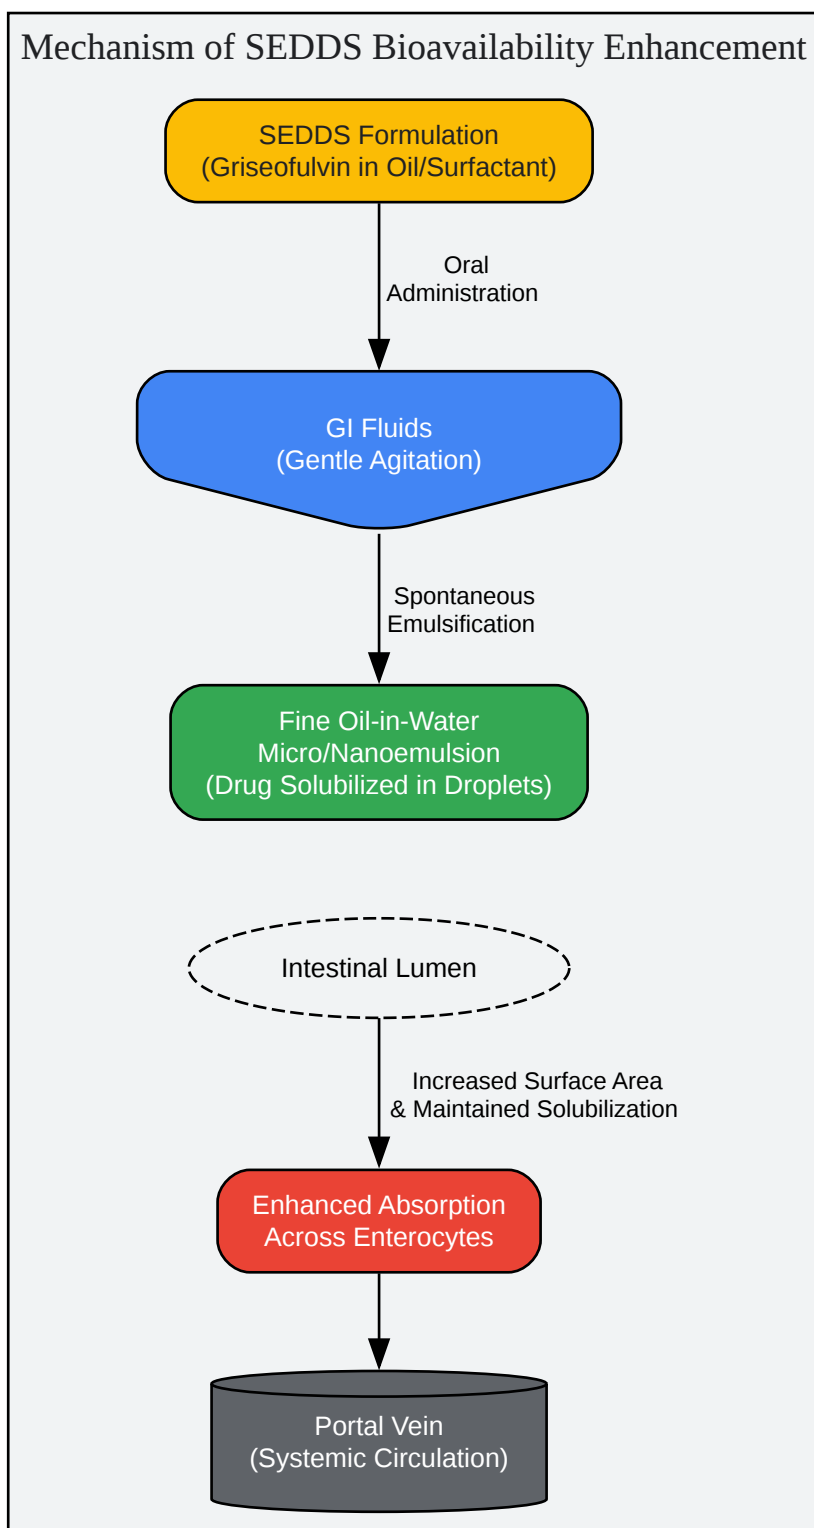 Mechanism of SEDDS Bioavailability Enhancement
SEDDS Formulation
(Griseofulvin in Oil/Surfactant)
Oral
Administration
GI Fluids
(Gentle Agitation)
Spontaneous
Emulsification
Fine Oil-in-Water
Micro/Nanoemulsion
(Drug Solubilized in Droplets)
Intestinal Lumen
Increased Surface Area
& Maintained Solubilization
Enhanced Absorption
Across Enterocytes
Portal Vein
(Systemic Circulation)